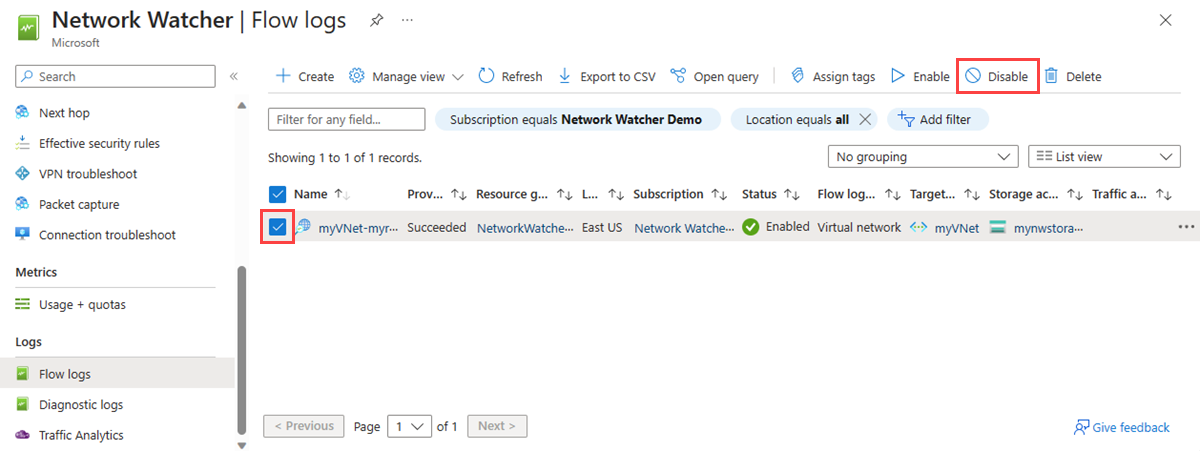 Network Watcher | Flow logs
Microsoft
Search
Next hop
Effective security rules
VPN troubleshoot
Packet capture
Connection troubleshoot
Metrics
Usage + quotas
Logs
Flow logs
Diagnostic logs
Traffic Analytics
Create Manage view Refresh Export to CSV Open query Assign tags Enable Disable Delete
Filter for any field... Subscription equals Network Watcher Demo Location equals all Add filter
Showing 1 to 1 of 1 records. No grouping List view
Name Prov... Resource g... L... Subscription Status Flow log... Target... Storage ac... Traffic a...
myVNet-myr... Succeeded NetworkWatche... East US Network Watche... Enabled Virtual network myVNet mynwstora...
< Previous Page 1 of 1 Next > Give feedback